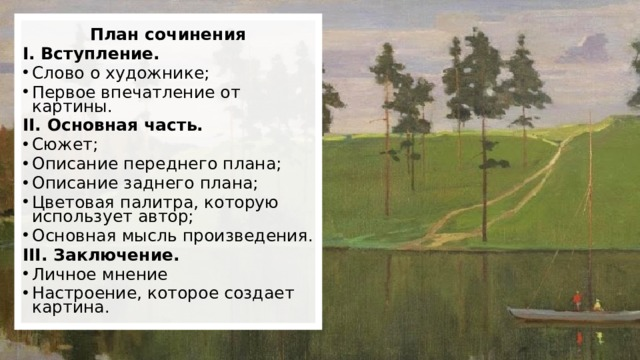 План сочинения
I. Вступление.
• Слово о художнике;
• Первое впечатление от
картины.
II. Основная часть.
• Сюжет;
• Описание переднего плана;
• Описание заднего плана;
• Цветовая палитра, которую
использует автор;
• Основная мысль произведения.
III. Заключение.
• Личное мнение
• Настроение, которое создает
картина.